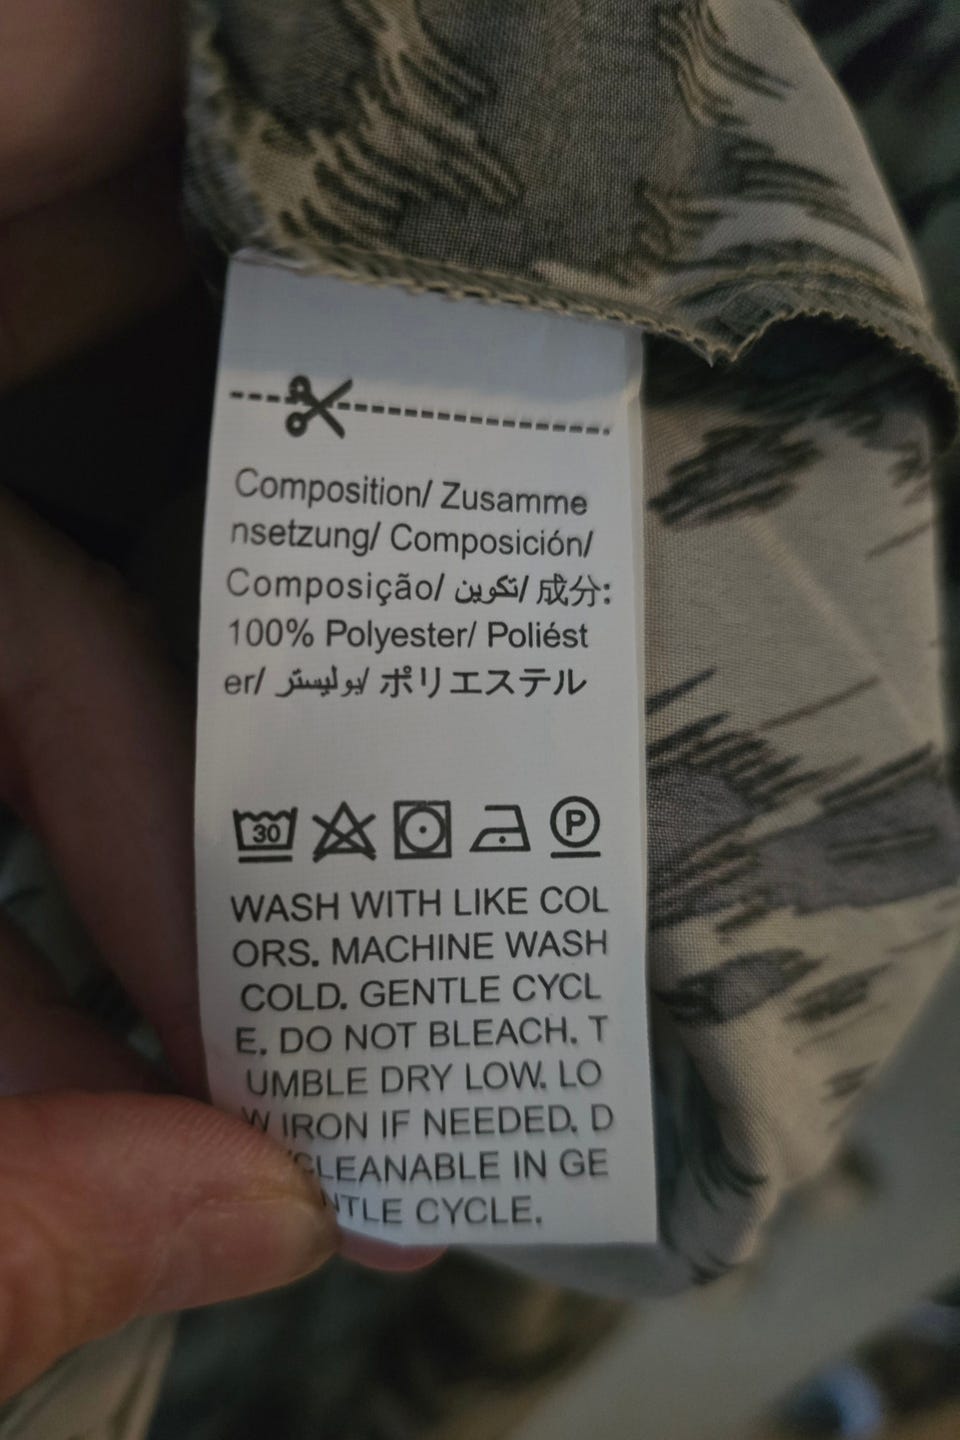 Composition/ Zusamme
nsetzung/ Composición/
Composição/ تكوين/ 成分:
100% Polyester/ Poliést
er/ بوليستر/ ポリエステル
30 P
WASH WITH LIKE COL
ORS. MACHINE WASH
COLD. GENTLE CYCL
E. DO NOT BLEACH. T
UMBLE DRY LOW. LO
W IRON IF NEEDED. D
CLEANABLE IN GE
NTLE CYCLE.